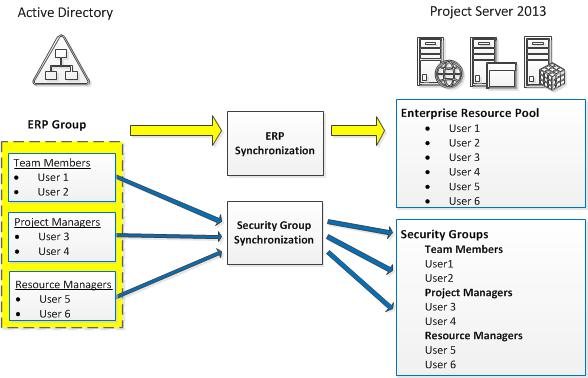 Active Directory
Project Server 2013
ERP Group
Team Members
• User 1
• User 2
Project Managers
• User 3
• User 4
Resource Managers
• User 5
• User 6
ERP
Synchronization
Security Group
Synchronization
Enterprise Resource Pool
• User 1
• User 2
• User 3
• User 4
• User 5
• User 6
Security Groups
Team Members
User1
User2
Project Managers
User 3
User 4
Resource Managers
User 5
User 6